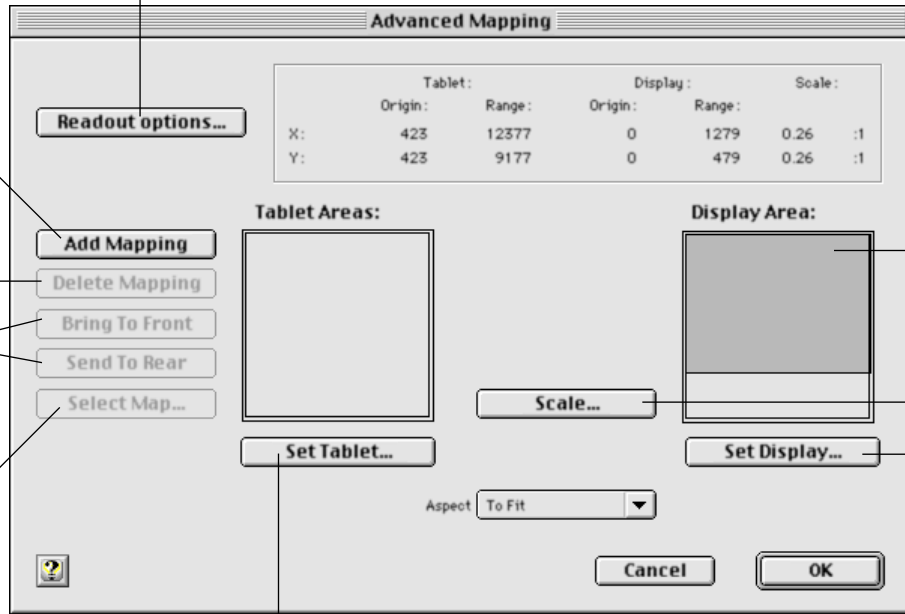 Advanced Mapping
Readout options...
Tablet: Display: Scale:
Origin: Range: Origin: Range:
X: 423 12377 0 1279 0.26 :1
Y: 423 9177 0 479 0.26 :1
Tablet Areas:
Display Area:
Add Mapping
Delete Mapping
Bring To Front
Send To Rear
Select Map...
Scale...
Set Tablet...
Set Display...
Aspect To Fit
?
Cancel
OK